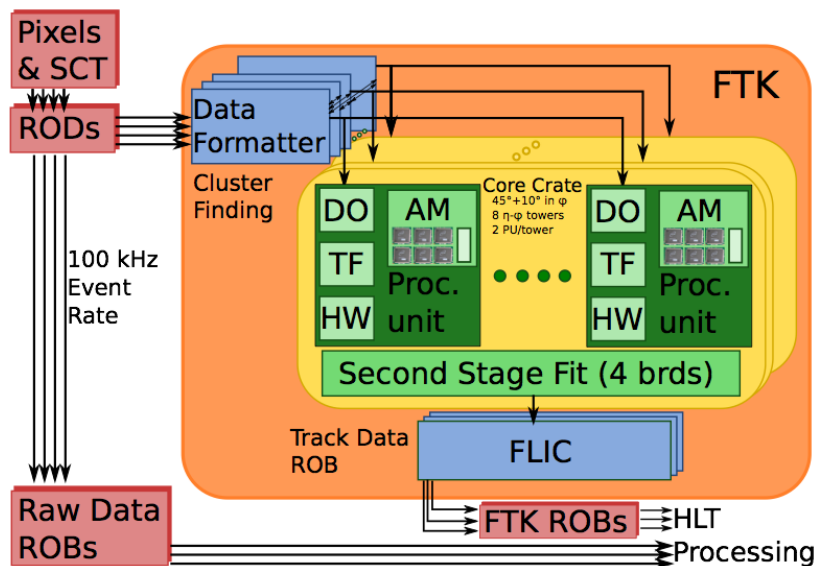 Pixels
& SCT
RODs
FTK
Data
Formatter
Cluster
Finding
Core Crate
45°+10° in φ
8 η-φ towers
2 PU/tower
DO
AM
TF
HW
Proc.
unit
DO
AM
TF
HW
Proc.
unit
100 kHz
Event
Rate
Second Stage Fit (4 brds)
Track Data
ROB
FLIC
Raw Data
ROBs
FTK ROBs
HLT
Processing